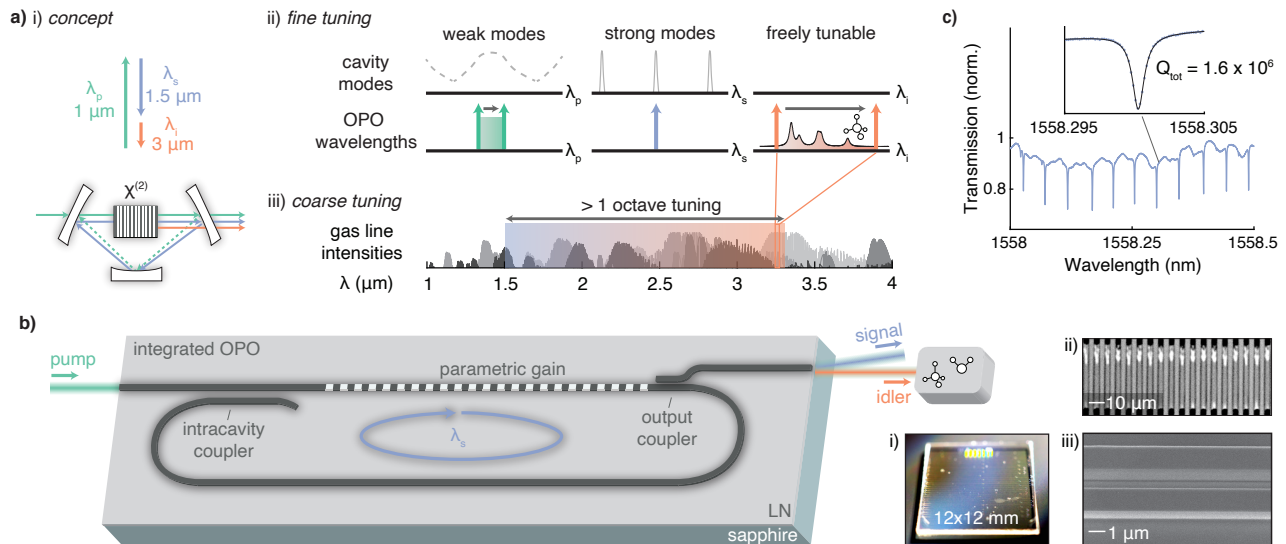 a) i) concept
λp
1 µm
λs
1.5 µm
λi
3 µm
χ(2)
ii) fine tuning
weak modes
strong modes
freely tunable
cavity
modes
λp
λs
λi
OPO
wavelengths
λp
λs
λi
iii) coarse tuning
> 1 octave tuning
gas line
intensities
λ (µm)
1 1.5 2 2.5 3 3.5 4
c)
Transmission (norm.)
1
0.8
Qtot = 1.6 x 10⁶
1558.295 1558.305
1558 1558.25 1558.5
Wavelength (nm)
b)
pump
integrated OPO
parametric gain
intracavity
coupler
λs
output
coupler
LN
sapphire
signal
idler
i)
12x12 mm
ii)
10 µm
iii)
1 µm